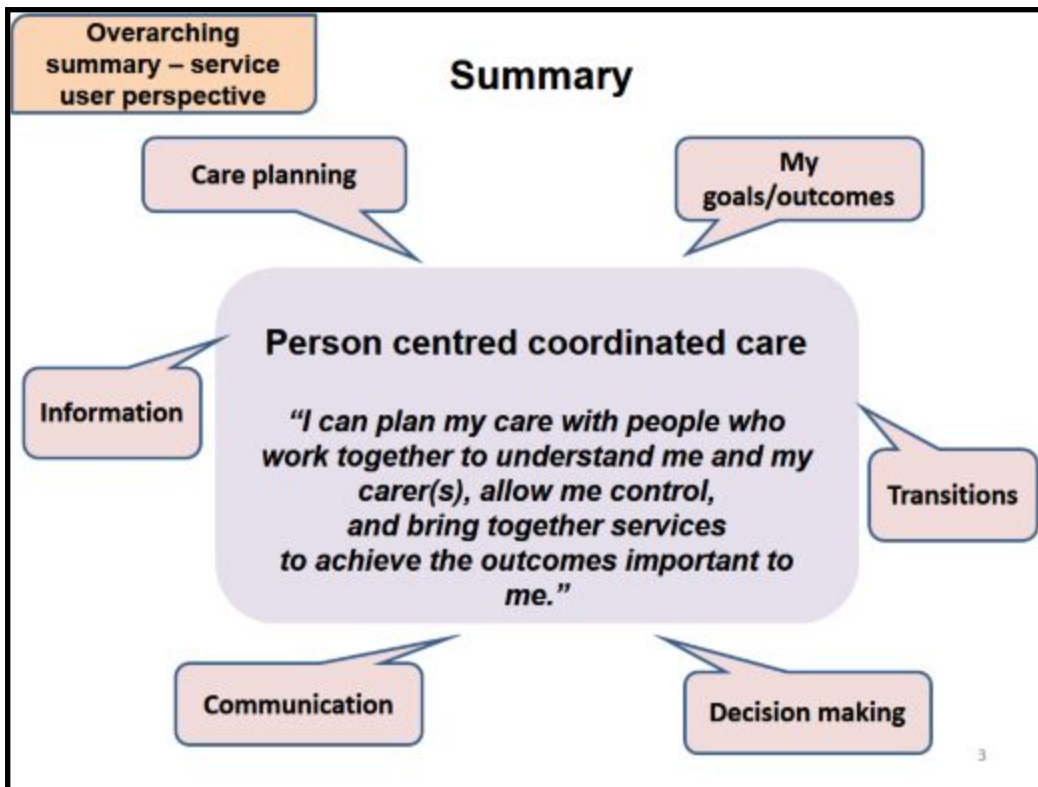 Overarching
summary – service
user perspective
Summary
Care planning
My
goals/outcomes
Information
Person centred coordinated care
“I can plan my care with people who
work together to understand me and my
carer(s), allow me control,
and bring together services
to achieve the outcomes important to
me.”
Transitions
Communication
Decision making
3